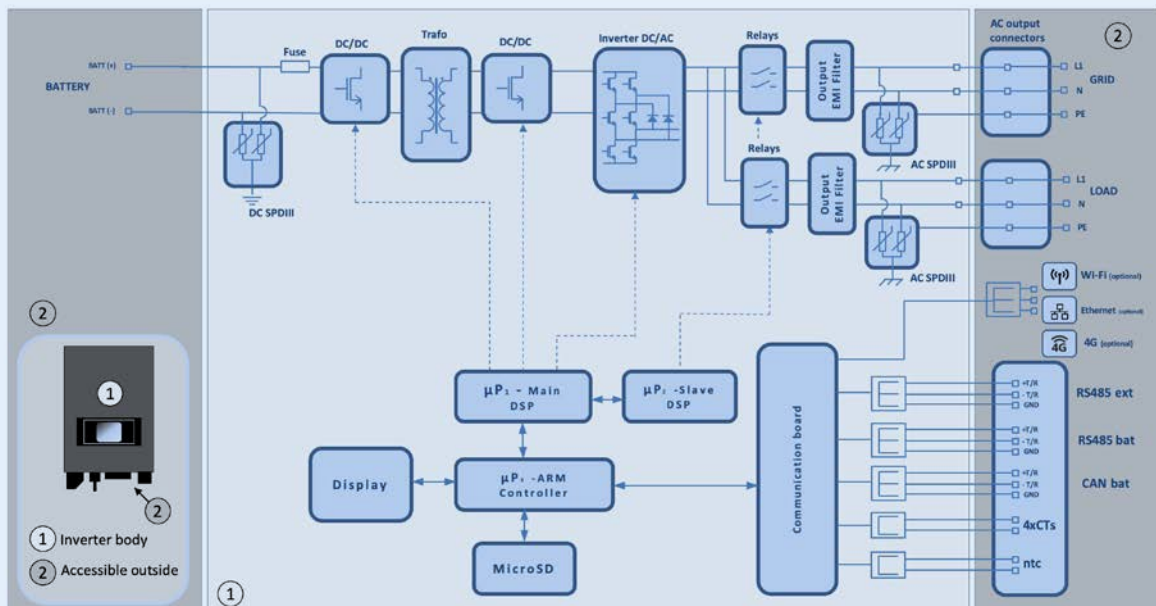 AC output
connectors
2
Fuse
DC/DC
Trafo
DC/DC
Inverter DC/AC
Relays
BATTERY
BATT (+)
BATT (-)
Output
EMI Filter
L1
N
PE
GRID
DC SPDIII
AC SPDIII
Relays
Output
EMI Filter
L1
N
PE
LOAD
AC SPDIII
Wi-Fi (optional)
Ethernet (optional)
4G
4G (optional)
2
1
2
1 Inverter body
2 Accessible outside
µP₁ - Main
DSP
µP₂ -Slave
DSP
Display
-ARM
Controller
MicroSD
Communication board
+T/R
- T/R
GND
RS485 ext
+T/R
- T/R
GND
RS485 bat
+T/R
- T/R
GND
CAN bat
4xCTs
ntc
1